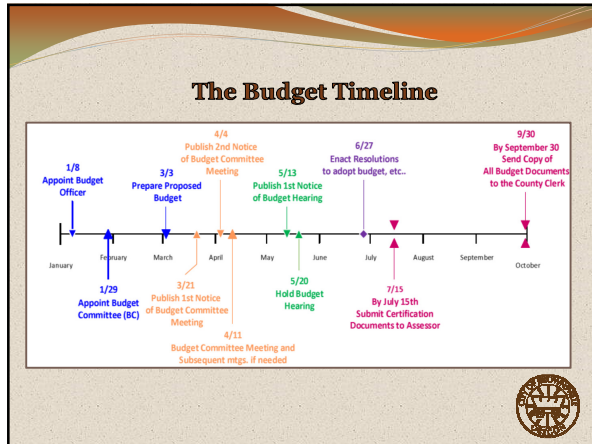 The Budget Timeline
4/4
Publish 2nd Notice
of Budget Committee
Meeting
6/27
Enact Resolutions
to adopt budget, etc..
9/30
By September 30
Send Copy of
All Budget Documents
to the County Clerk
1/8
Appoint Budget
Officer
3/3
Prepare Proposed
Budget
5/13
Publish 1st Notice
of Budget Hearing
January
February
March
April
May
June
July
August
September
October
1/29
Appoint Budget
Committee (BC)
3/21
Publish 1st Notice
of Budget Committee
Meeting
4/11
Budget Committee Meeting and
Subsequent mtgs. if needed
5/20
Hold Budget
Hearing
7/15
By July 15th
Submit Certification
Documents to Assessor
OREGON